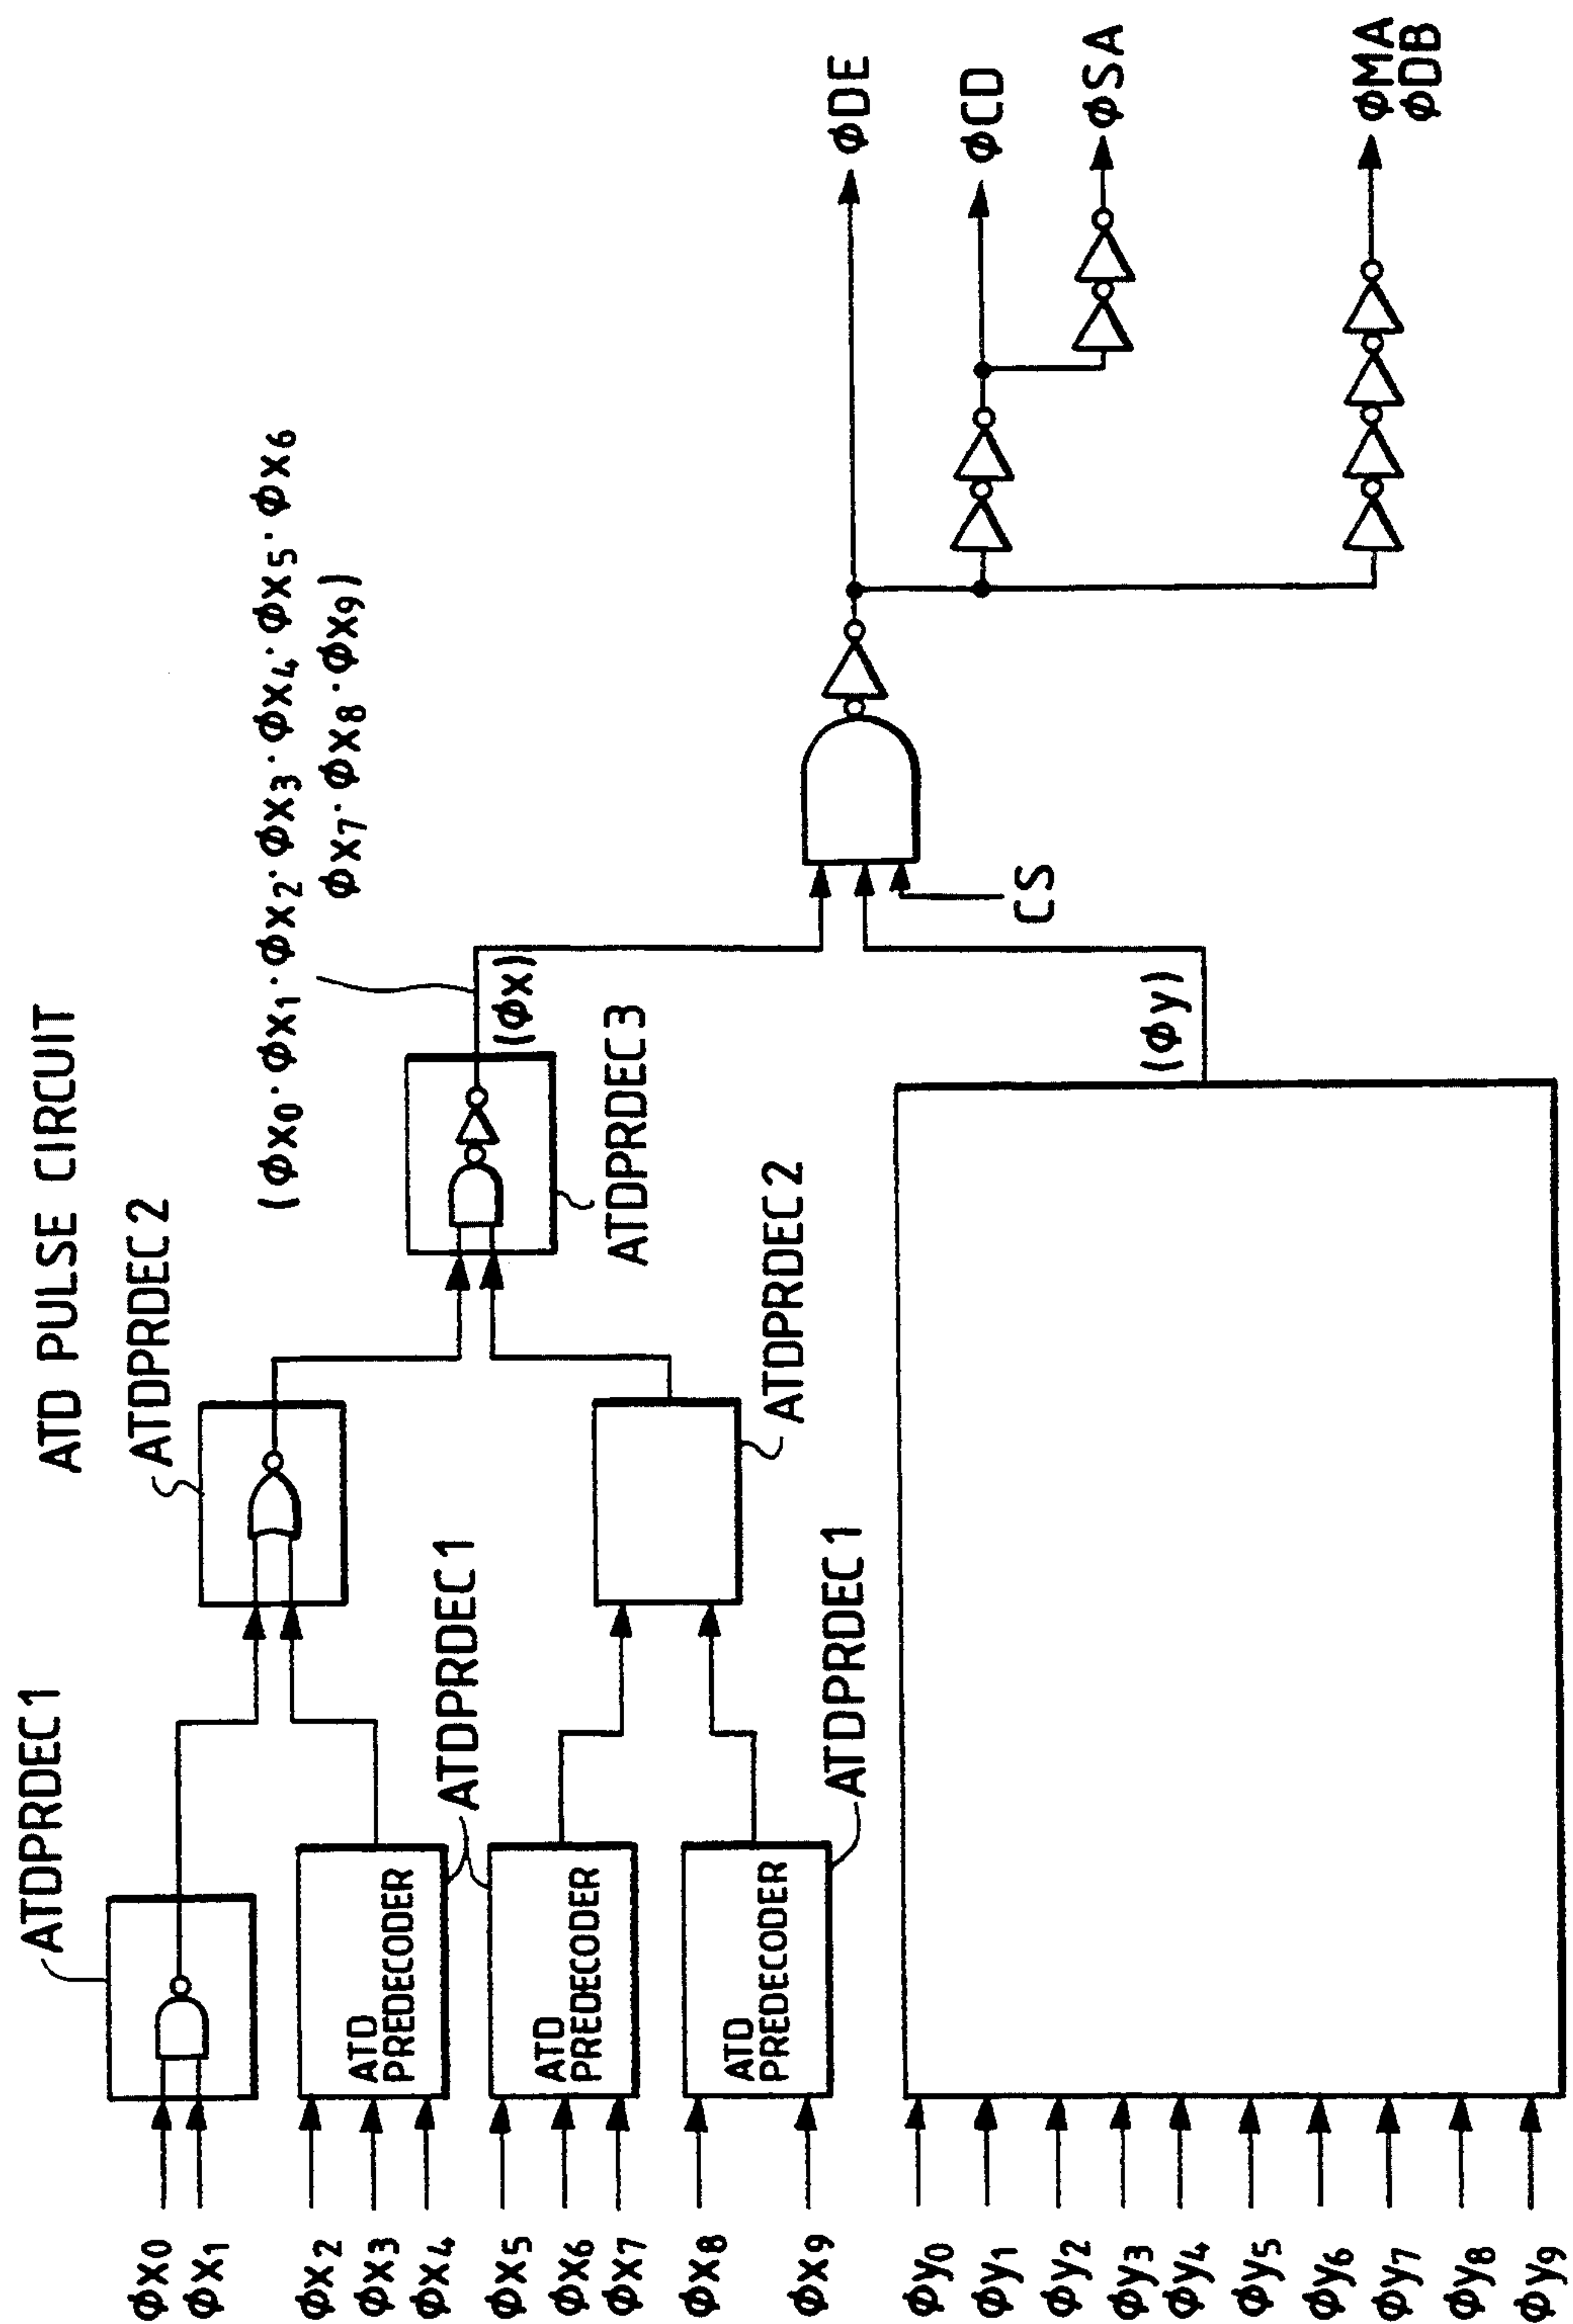 ATD PULSE CIRCUIT
ATDPRDEC1
ATDPRDEC2
(ΦX₀·ΦX₁·ΦX₂·ΦX₃·ΦX₄·ΦX₅·ΦX₆
ΦX₇·ΦX₈·ΦX₉)
ΦX₀
ΦX₁
ΦX₂
ΦX₃
ΦX₄
ATD
PREDECODER
ATDPRDEC1
(ΦX)
ATDPRDEC3
ΦX₅
ΦX₆
ΦX₇
ATD
PREDECODER
ATDPRDEC2
ΦX₈
ΦX₉
ATD
PREDECODER
ATDPRDEC1
CS
ΦDE
ΦCD
ΦSA
ΦMA
ΦDB
(Φy)
Φy₀
Φy₁
Φy₂
Φy₃
Φy₄
Φy₅
Φy₆
Φy₇
Φy₈
Φy₉